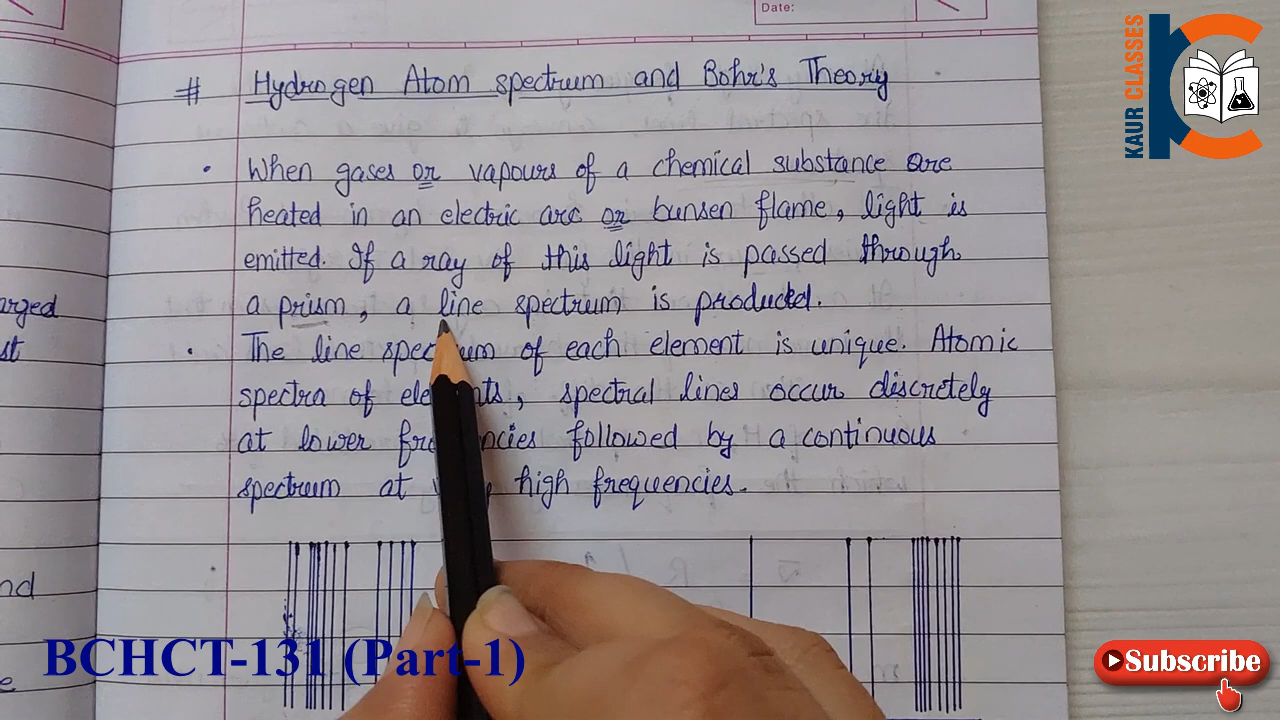 Date:
KAUR CLASSES
# Hydrogen Atom spectrum and Bohr's Theory
• When gases or vapours of a chemical substance are
heated in an electric arc or bunsen flame, light is
emitted. If a ray of this light is passed through
a prism, a line spectrum is producted.
• The line spectrum of each element is unique. Atomic
spectra of elements, spectral lines occur discretely
at lower frequencies followed by a continuous
spectrum at high frequencies.
arged
st
nd
e
BCHCT-131 (Part-1)
Subscribe